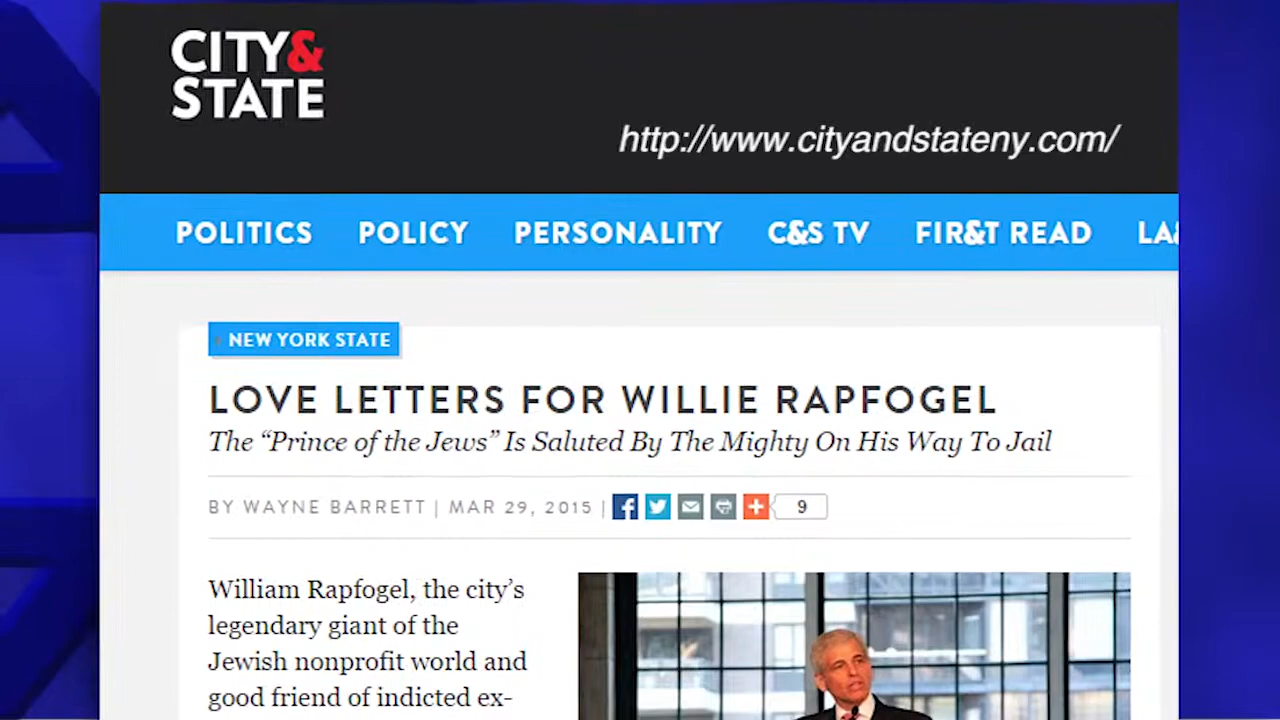 CITY&
STATE
http://www.cityandstateny.com/
POLITICS POLICY PERSONALITY C&S TV FIR&T READ LA&
NEW YORK STATE
LOVE LETTERS FOR WILLIE RAPFOGEL
The “Prince of the Jews” Is Saluted By The Mighty On His Way To Jail
BY WAYNE BARRETT | MAR 29, 2015 | 9
William Rapfogel, the city’s
legendary giant of the
Jewish nonprofit world and
good friend of indicted ex-